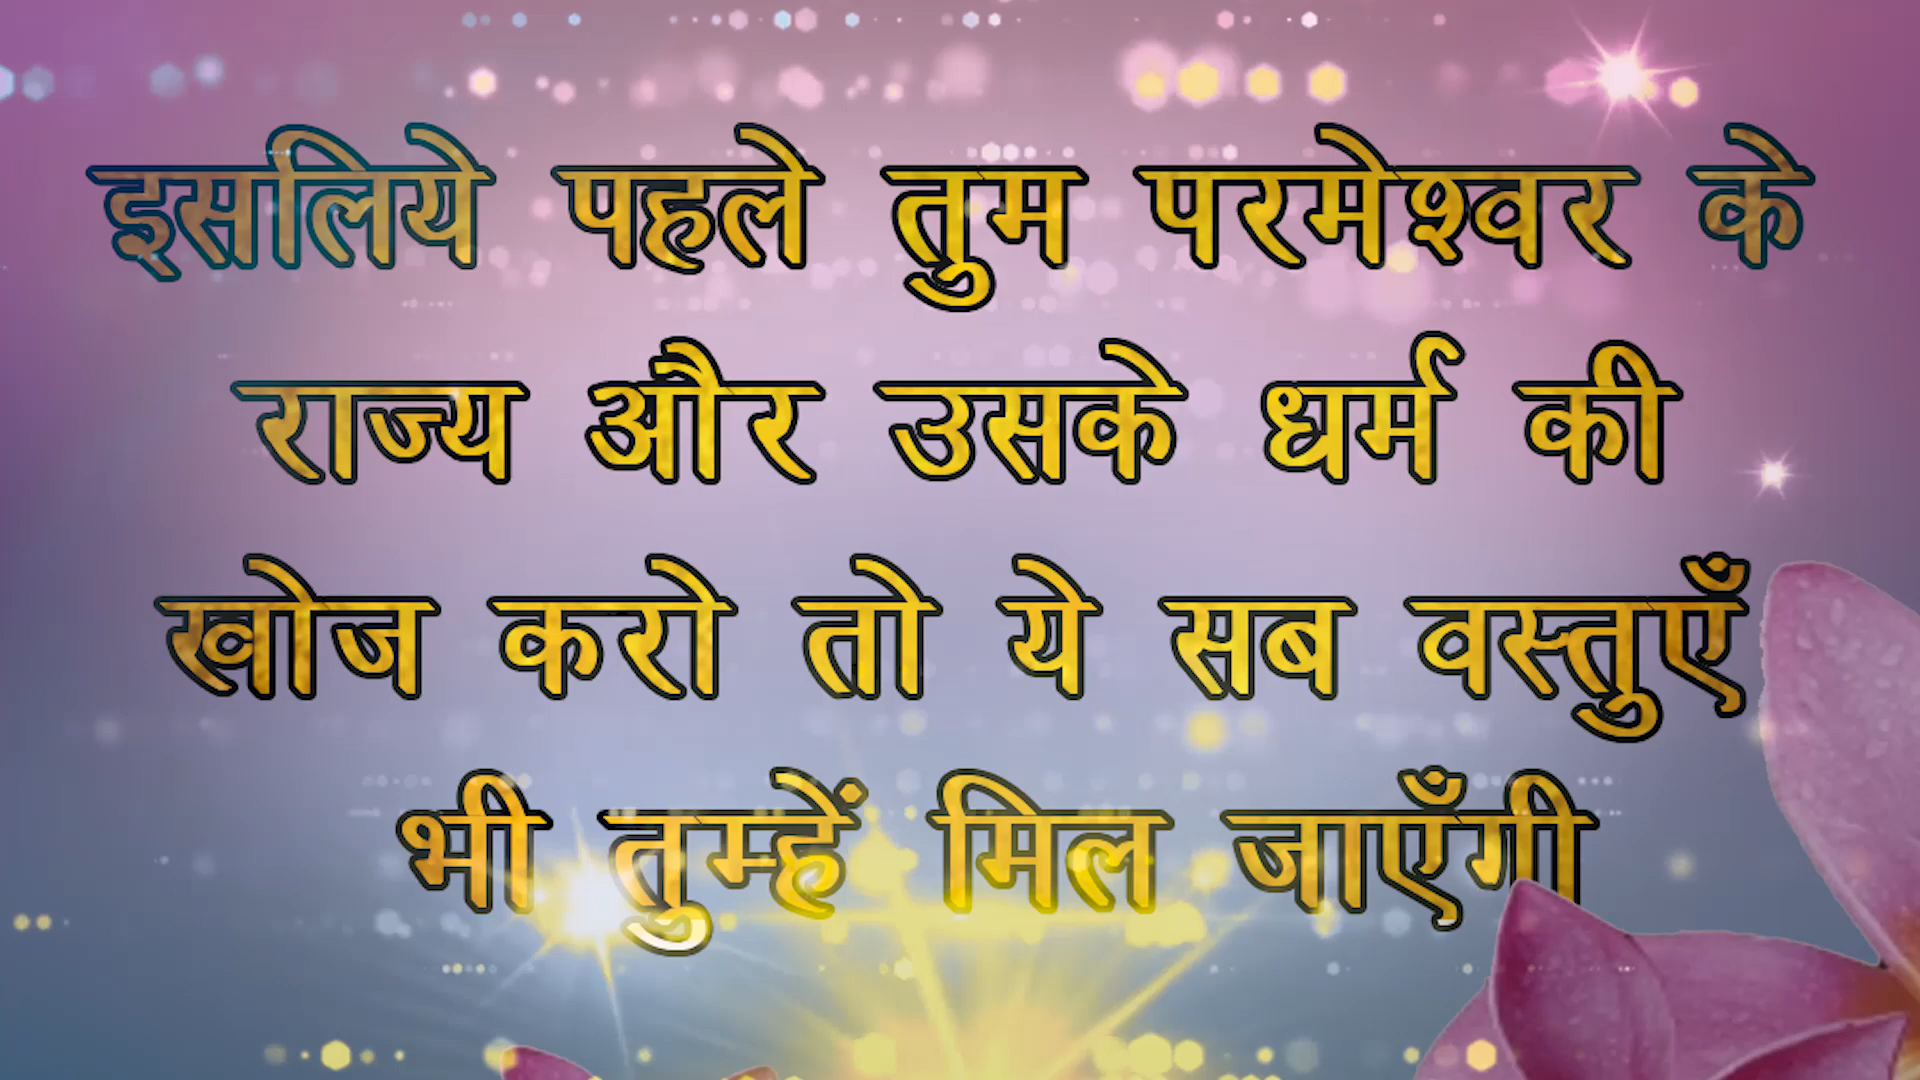 इसलिये पहले तुम परमेश्वर के
राज्य और उसके धर्म की
खोज करो तो ये सब वस्तुएँ
भी तुम्हें मिल जाएँगी